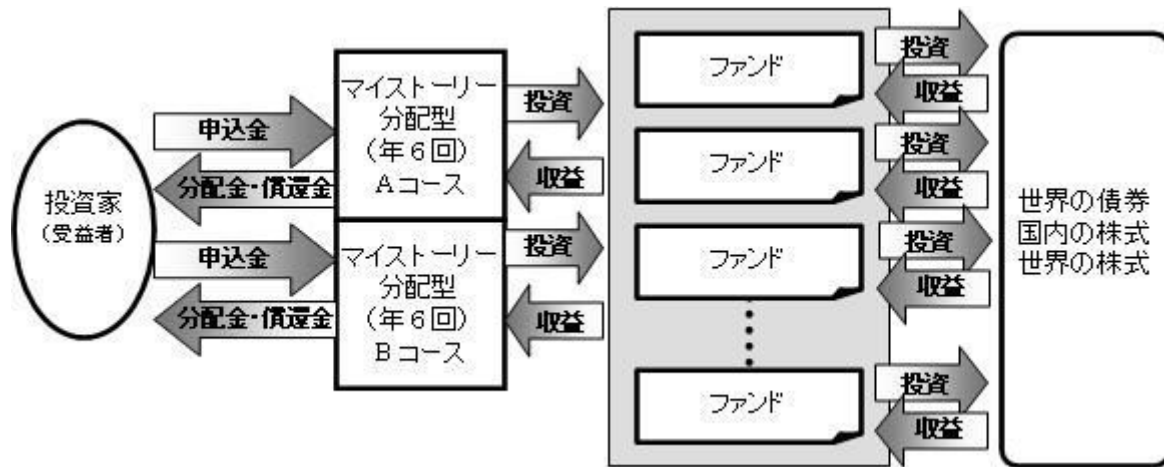 投資家
（受益者）
申込金
分配金・償還金
申込金
分配金・償還金
マイストーリー
分配型
（年６回）
Ａコース
マイストーリー
分配型
（年６回）
Ｂコース
投資
収益
投資
収益
ファンド
ファンド
ファンド
ファンド
投資
収益
投資
収益
投資
収益
投資
収益
世界の債券
国内の株式
世界の株式